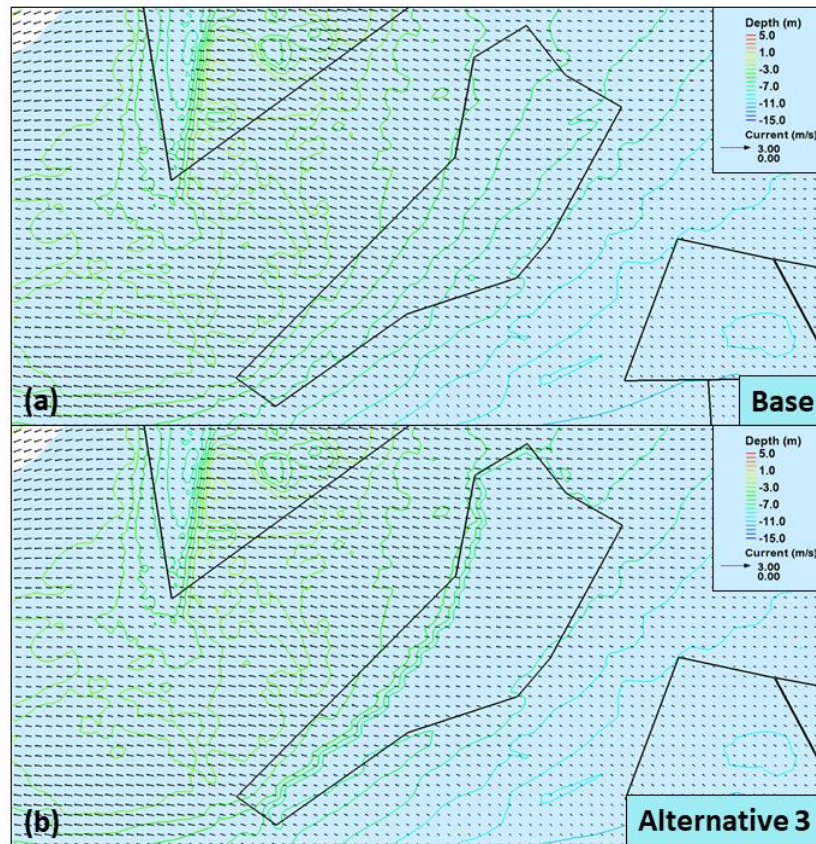 Depth (m)
5.0
1.0
-3.0
-7.0
-11.0
-15.0
Current (m/s)
3.00
0.00
(a)
Base
Depth (m)
5.0
1.0
-3.0
-7.0
-11.0
-15.0
Current (m/s)
3.00
0.00
(b)
Alternative 3